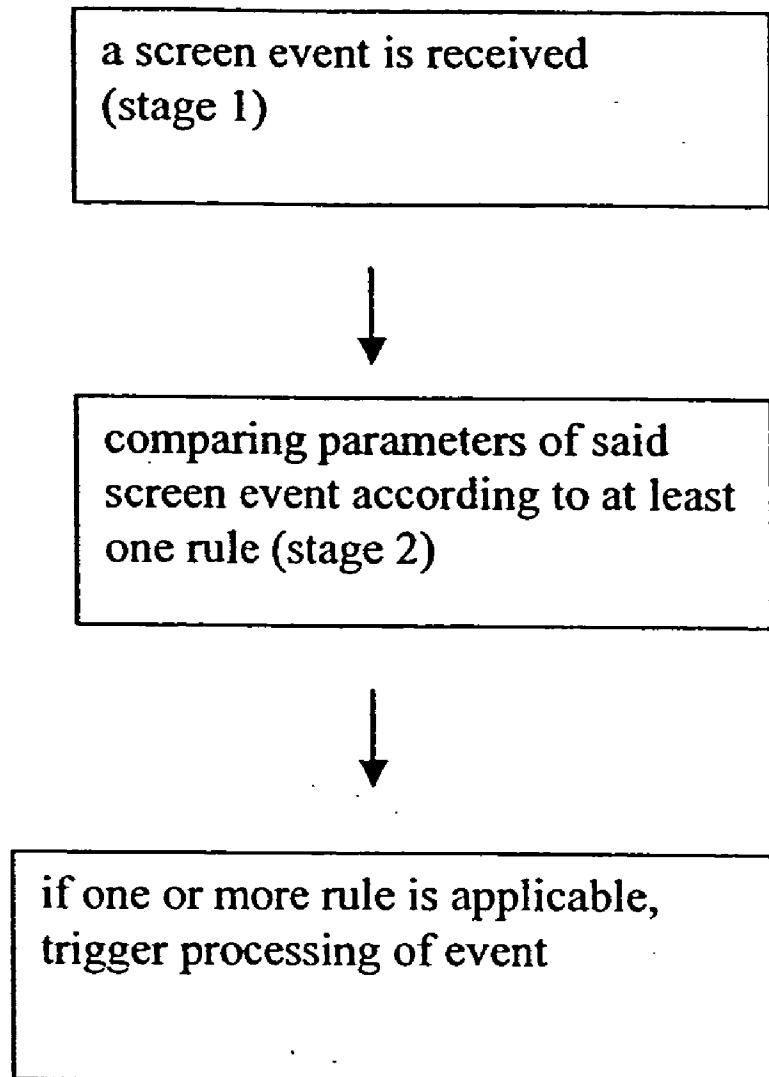 a screen event is received
(stage 1)
comparing parameters of said
screen event according to at least
one rule (stage 2)
if one or more rule is applicable,
trigger processing of event